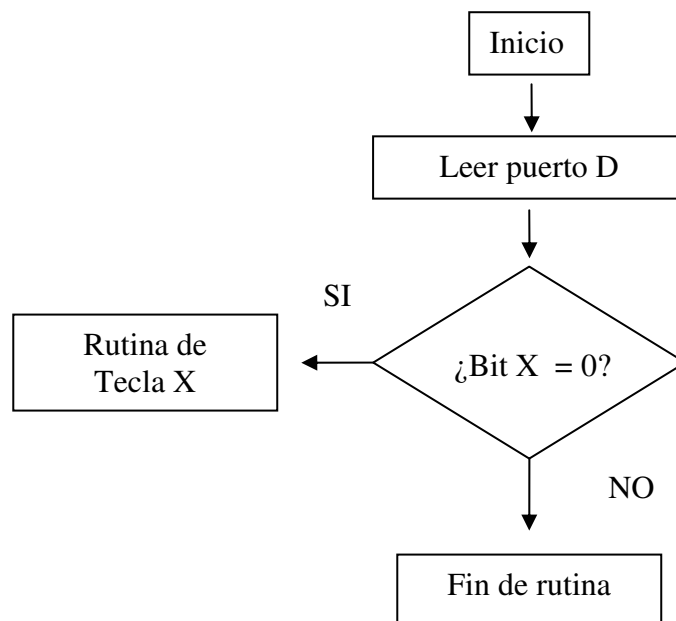 Inicio
Leer puerto D
SI
Rutina de
Tecla X
¿Bit X = 0?
NO
Fin de rutina